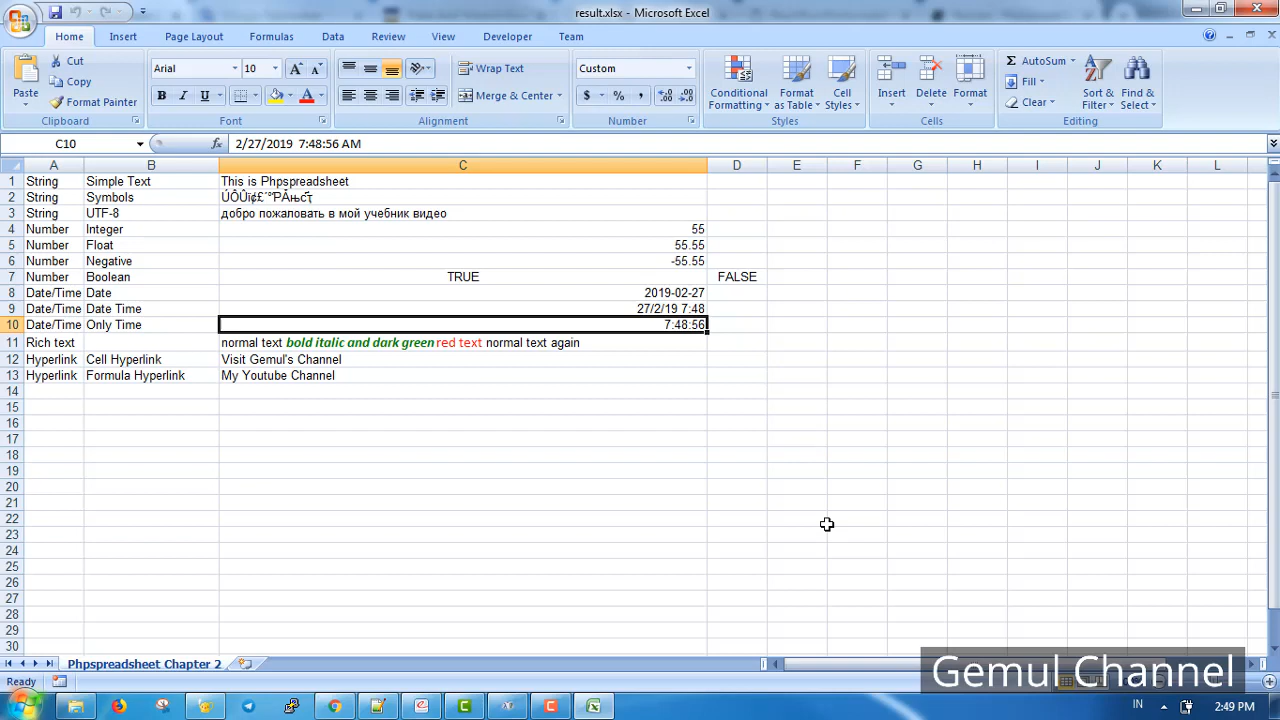 result.xlsx - Microsoft Excel
Home Insert Page Layout Formulas Data Review View Developer Team
Paste Cut Copy Format Painter Clipboard
Arial 10 B I U Font
Wrap Text Merge & Center Alignment
Custom $ % , Number
Conditional Formatting Format as Table Cell Styles Styles
Insert Delete Format Cells
Σ AutoSum Fill Clear Sort & Filter Find & Select Editing
C10 fx 2/27/2019 7:48:56 AM
A B C D E F G H I J K L
1 String Simple Text This is Phpspreadsheet
2 String Symbols
3 String UTF-8 добро пожаловать в мой учебник видео
4 Number Integer 55
5 Number Float 55.55
6 Number Negative -55.55
7 Number Boolean TRUE FALSE
8 Date/Time Date 2019-02-27
9 Date/Time Date Time 27/2/19 7:48
10 Date/Time Only Time 7:48:56
11 Rich text normal text bold italic and dark green red text normal text again
12 Hyperlink Cell Hyperlink Visit Gemul's Channel
13 Hyperlink Formula Hyperlink My Youtube Channel
14
15
16
17
18
19
20
21
22
23
24
25
26
27
28
29
30
Phpspreadsheet Chapter 2
Gemul Channel
Ready
IN 2:49 PM